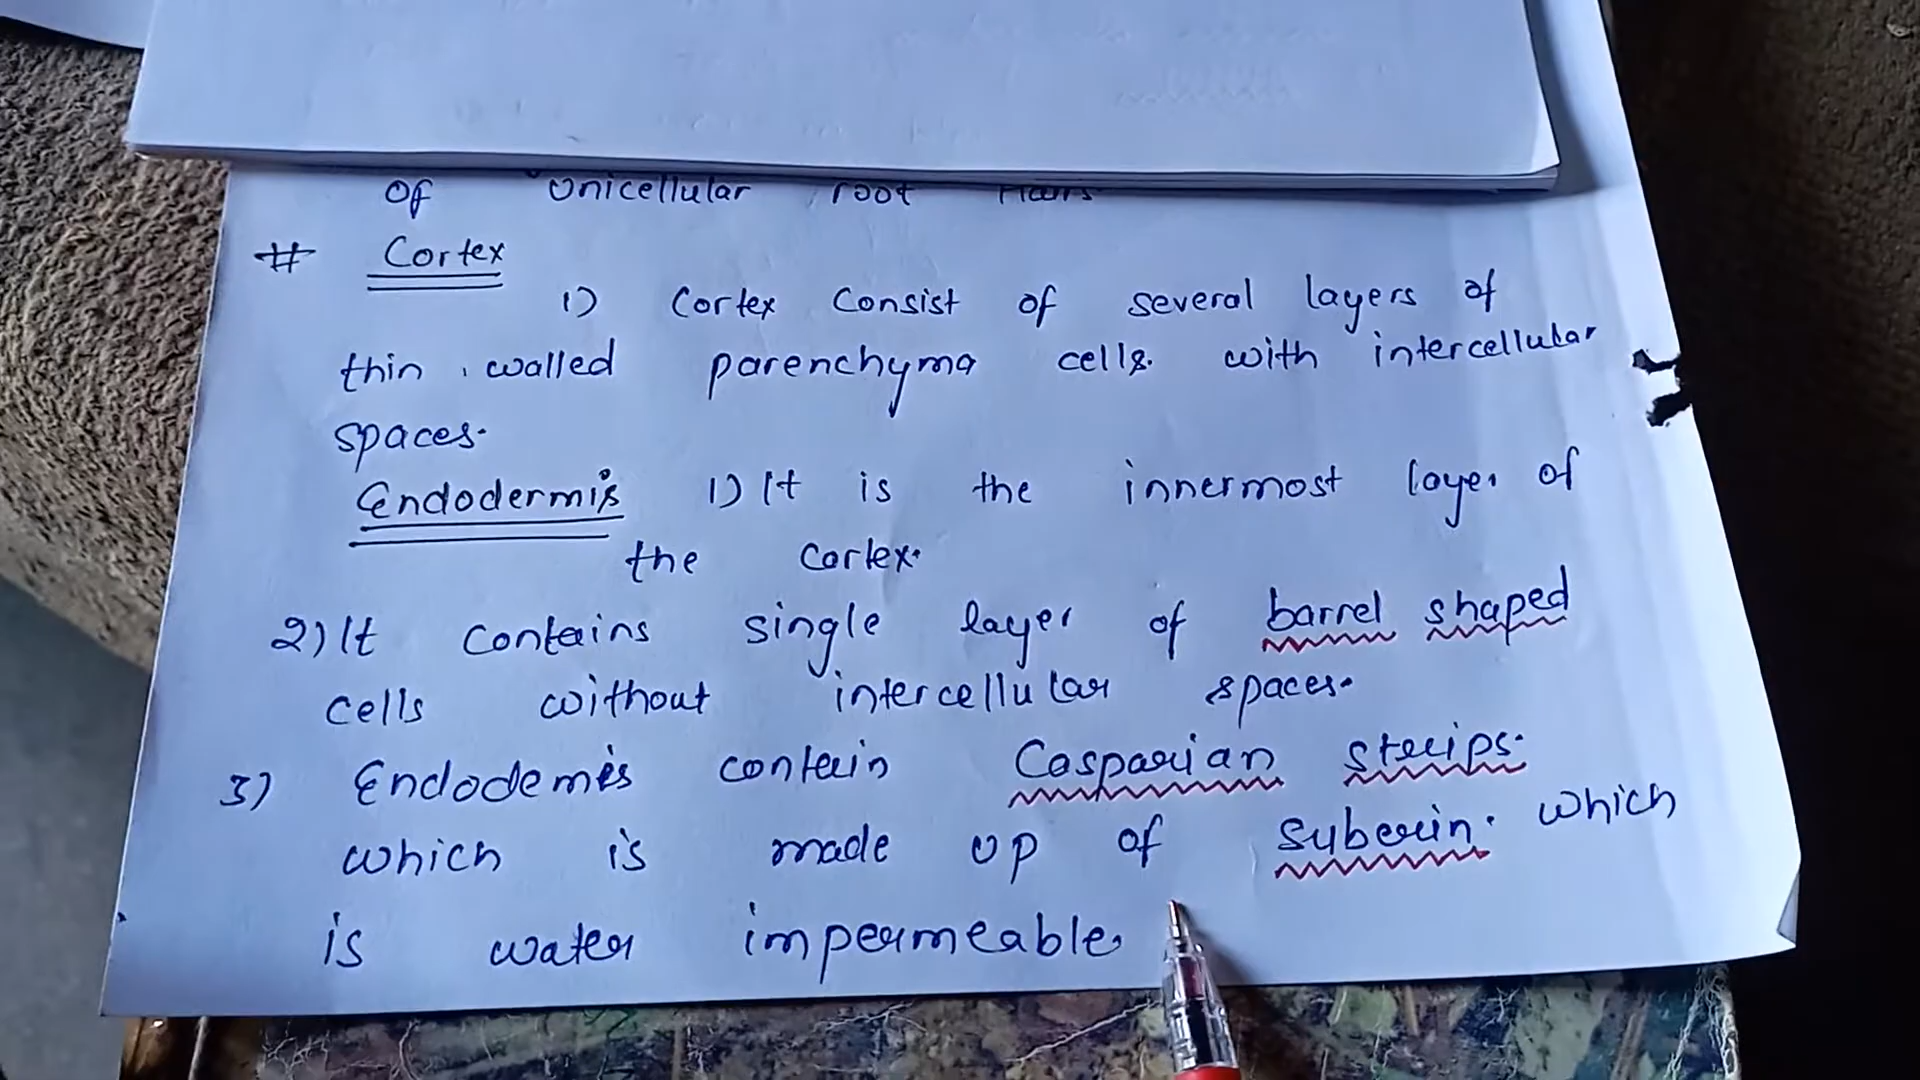 of unicellular root Hairs
# Cortex
1) Cortex Consist of several layers of
thin walled parenchyma cells. with intercellular
spaces.
Endodermis 1) It is the innermost layer of
the Cortex.
2) It contains single layer of barrel shaped
cells without intercellular spaces.
3) Endodemis contain Casparian strips.
which is made up of suberin. which
is water impermeable.